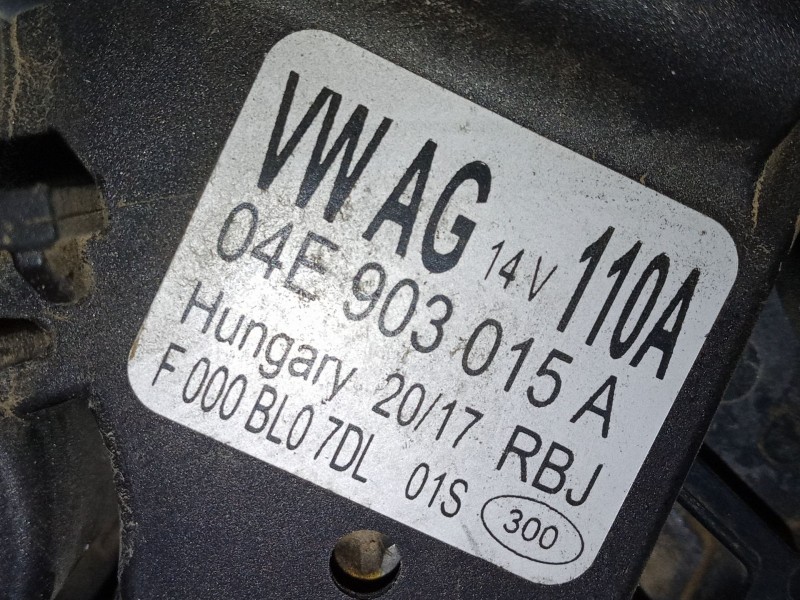 VW AG 14V 110A
04E 903 015 A
Hungary 20/17 RBJ
F 000 BL0 7DL 01S 300